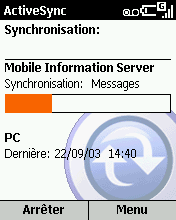 ActiveSync
Synchronisation:
Mobile Information Server
Synchronisation: Messages
PC
Dernière: 22/09/03 14:40
Arrêter Menu